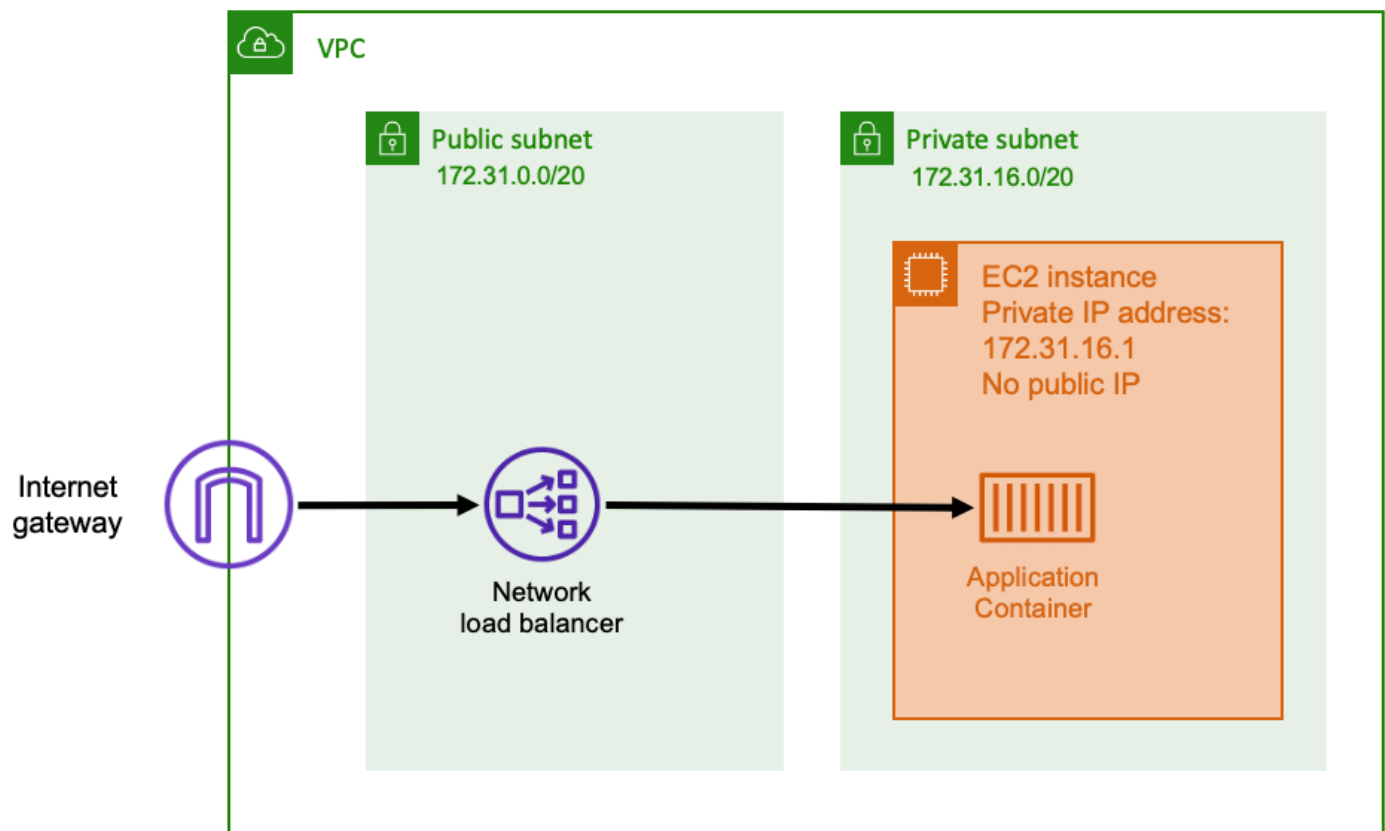 VPC
Public subnet
172.31.0.0/20
Private subnet
172.31.16.0/20
EC2 instance
Private IP address:
172.31.16.1
No public IP
Internet
gateway
Network
load balancer
Application
Container